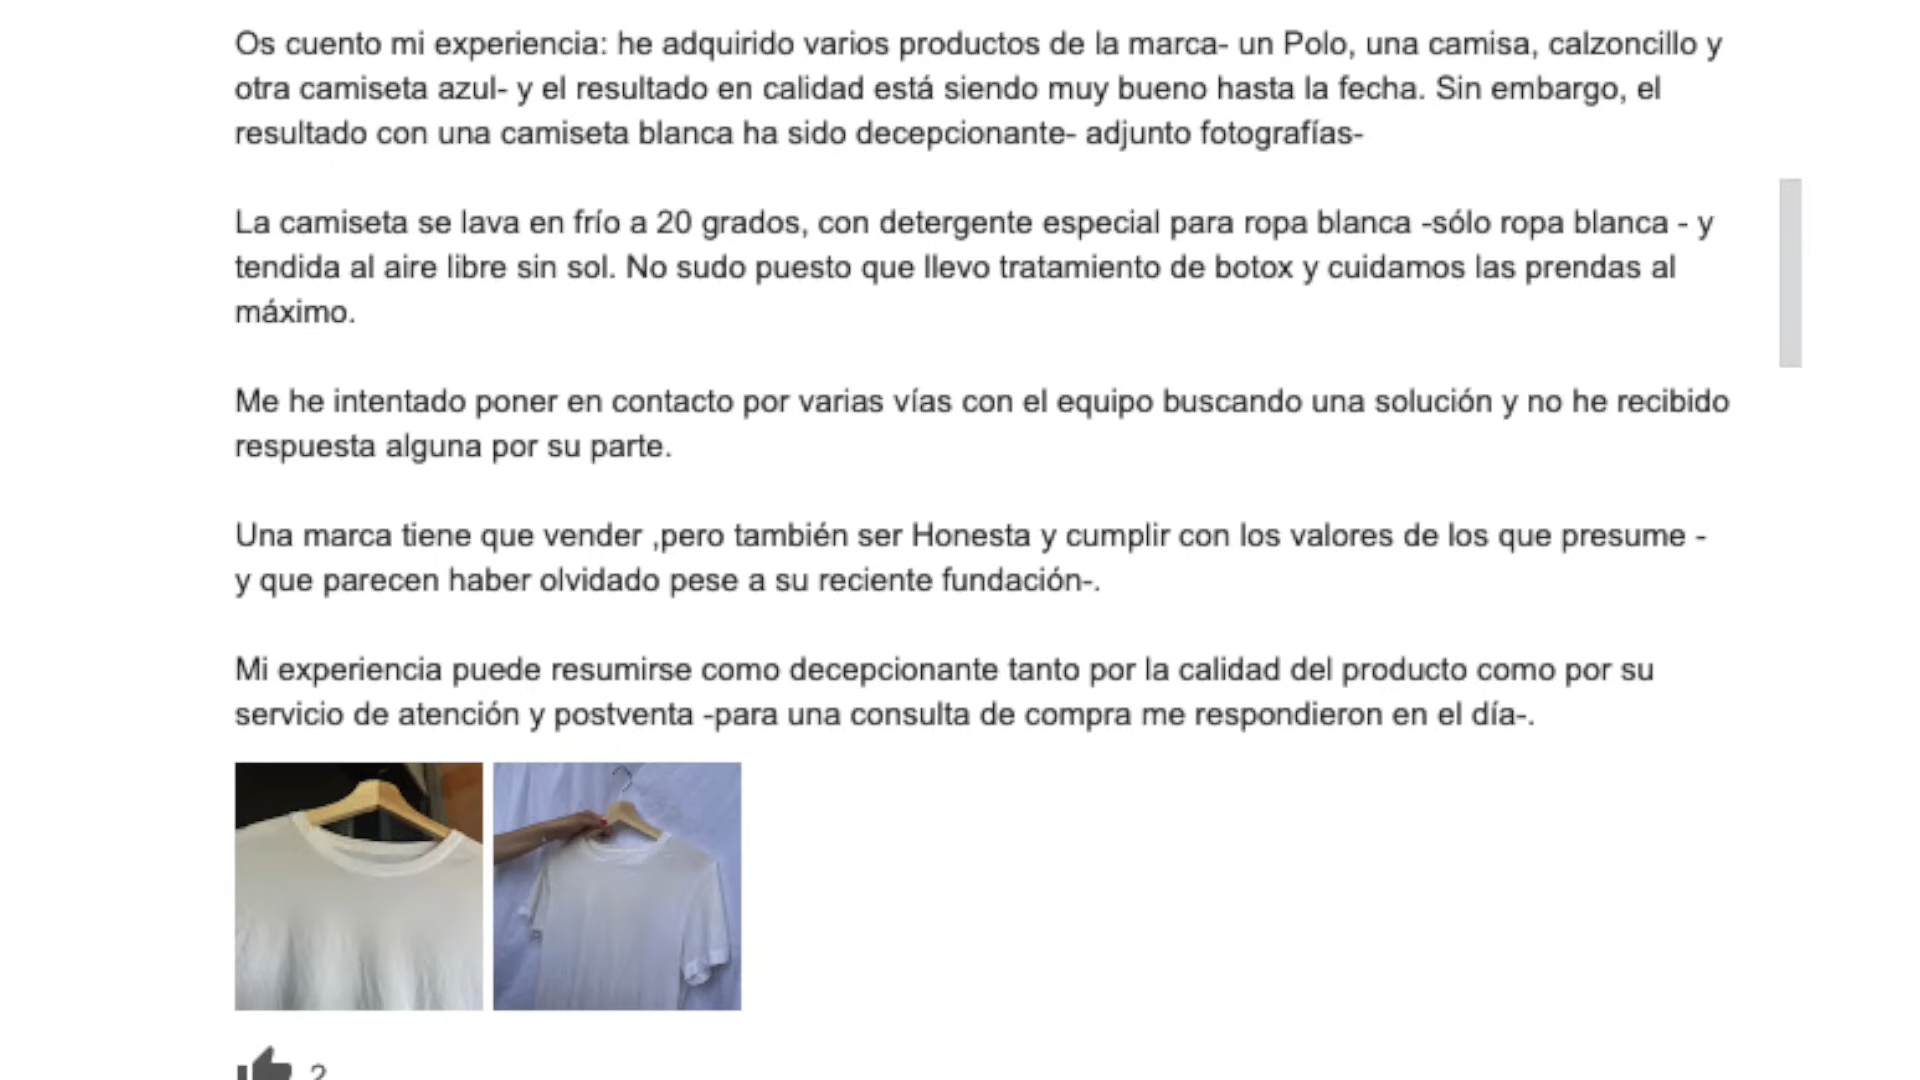 Os cuento mi experiencia: he adquirido varios productos de la marca- un Polo, una camisa, calzoncillo y
otra camiseta azul- y el resultado en calidad está siendo muy bueno hasta la fecha. Sin embargo, el
resultado con una camiseta blanca ha sido decepcionante- adjunto fotografías-
La camiseta se lava en frío a 20 grados, con detergente especial para ropa blanca -sólo ropa blanca - y
tendida al aire libre sin sol. No sudo puesto que llevo tratamiento de botox y cuidamos las prendas al
máximo.
Me he intentado poner en contacto por varias vías con el equipo buscando una solución y no he recibido
respuesta alguna por su parte.
Una marca tiene que vender ,pero también ser Honesta y cumplir con los valores de los que presume -
y que parecen haber olvidado pese a su reciente fundación-.
Mi experiencia puede resumirse como decepcionante tanto por la calidad del producto como por su
servicio de atención y postventa -para una consulta de compra me respondieron en el día-.
2